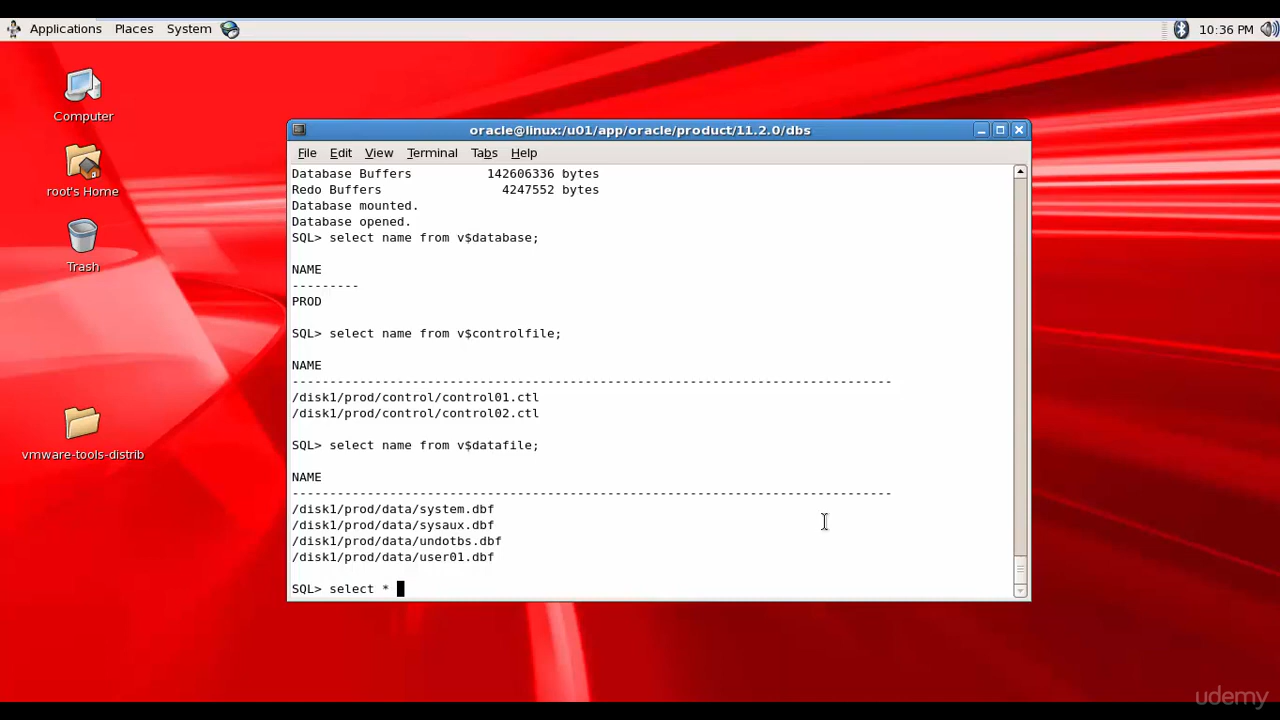 Applications Places System 10:36 PM
Computer
root's Home
Trash
vmware-tools-distrib
oracle@linux:/u01/app/oracle/product/11.2.0/dbs
File Edit View Terminal Tabs Help
Database Buffers 142606336 bytes
Redo Buffers 4247552 bytes
Database mounted.
Database opened.
SQL> select name from v$database;
NAME
---------
PROD
SQL> select name from v$controlfile;
NAME
--------------------------------------------------------------------------------
/disk1/prod/control/control01.ctl
/disk1/prod/control/control02.ctl
SQL> select name from v$datafile;
NAME
--------------------------------------------------------------------------------
/disk1/prod/data/system.dbf
/disk1/prod/data/sysaux.dbf
/disk1/prod/data/undotbs.dbf
/disk1/prod/data/user01.dbf
SQL> select *
udemy